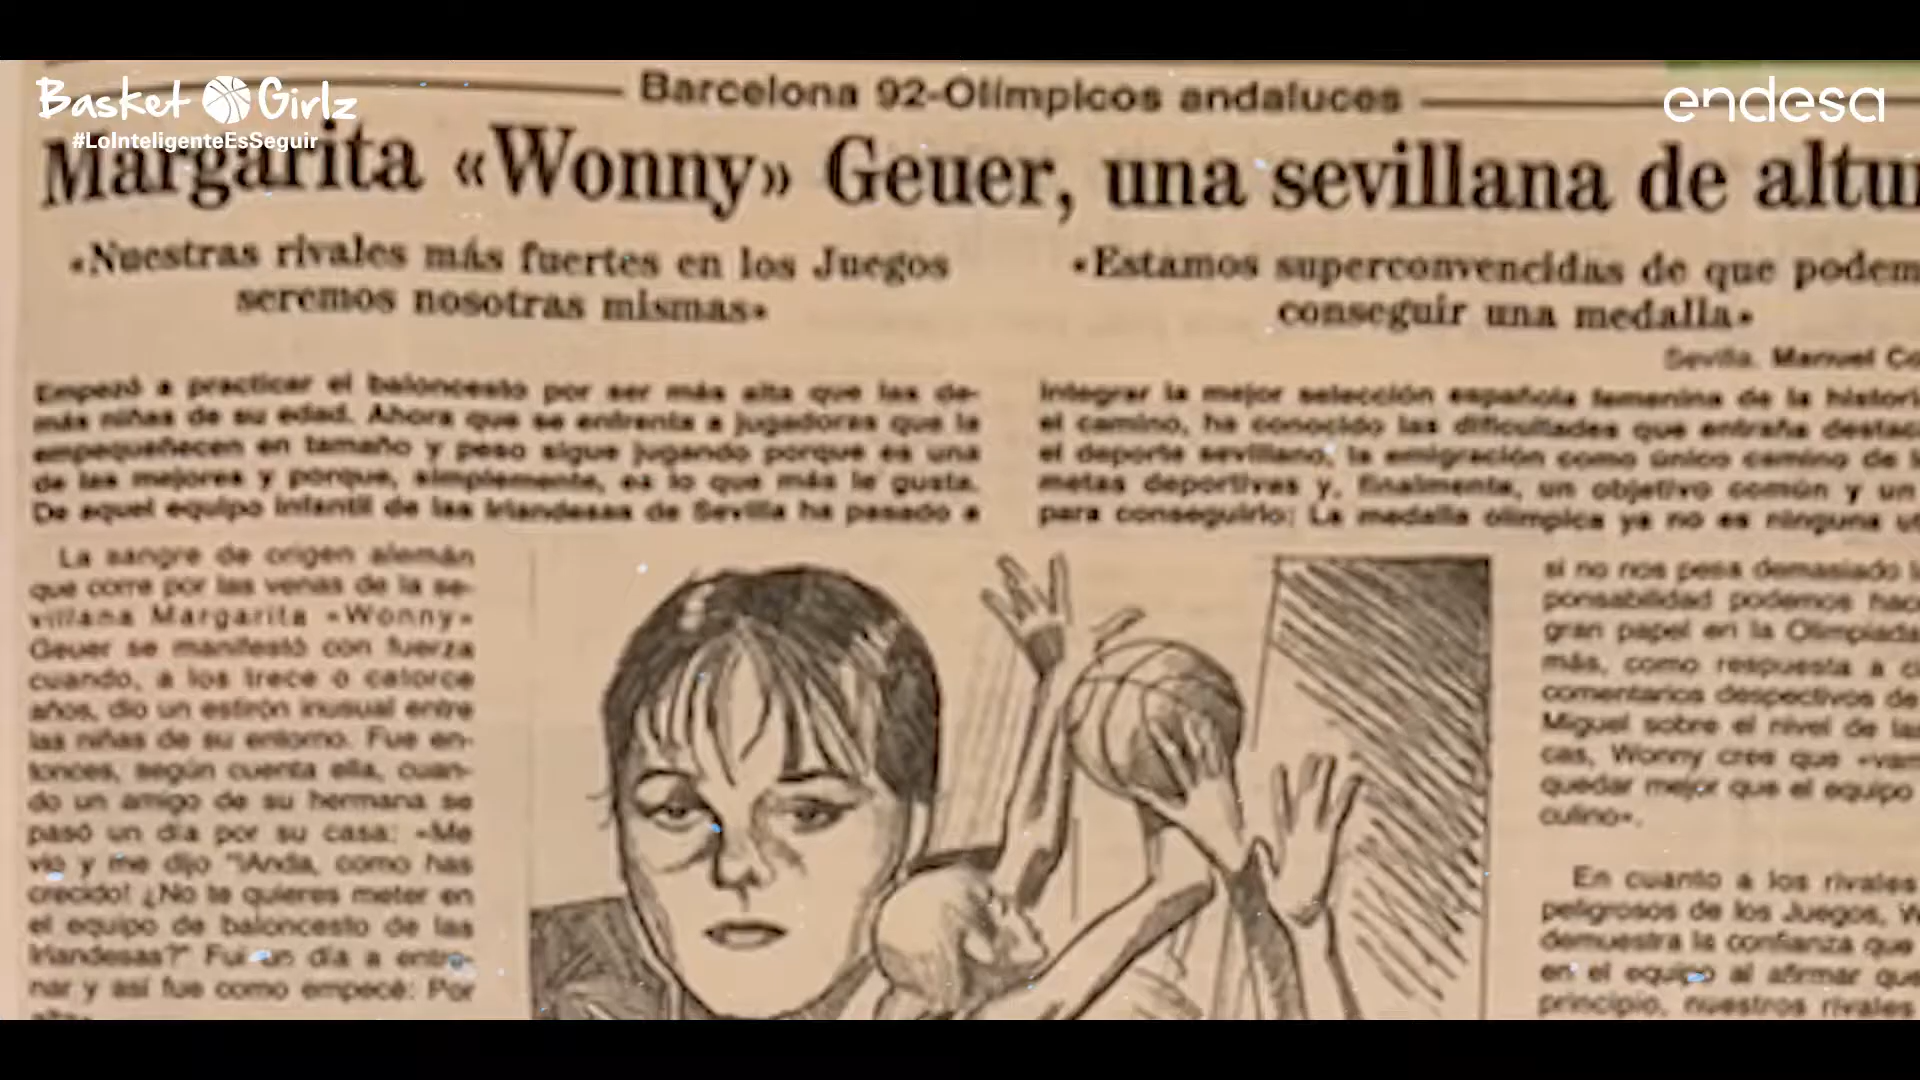 Basket Girlz
#LoInteligenteEsSeguir
endesa
Barcelona 92-Olímpicos andaluces
Margarita «Wonny» Geuer, una sevillana de altu
«Nuestras rivales más fuertes en los Juegos
seremos nosotras mismas»
«Estamos superconvencidas de que podem
conseguir una medalla»
Sevilla. Manuel Co
Empezó a practicar el baloncesto por ser más alta que las de-
más niñas de su edad. Ahora que se enfrenta a jugadoras que la
empequeñecen en tamaño y peso sigue jugando porque es una
de las mejores y porque, simplemente, es lo que más le gusta.
De aquel equipo infantil de las Irlandesas de Sevilla ha pasado a
integrar la mejor selección española femenina de la histori
el camino, ha conocido las dificultades que entraña destac
el deporte sevillano, la emigración como único camino de l
metas deportivas y, finalmente, un objetivo común y un
para conseguirlo: La medalla olímpica ya no es ninguna ut
La sangre de origen alemán
que corre por las venas de la se-
villana Margarita «Wonny»
Geuer se manifestó con fuerza
cuando, a los trece o catorce
años, dio un estirón inusual entre
las niñas de su entorno. Fue en-
tonces, según cuenta ella, cuan-
do un amigo de su hermana se
pasó un día por su casa: «Me
vio y me dijo "¡Anda, como has
crecido! ¿No te quieres meter en
el equipo de baloncesto de las
Irlandesas?" Fui un día a entre-
nar y así fue como empecé: Por
alta»
si no nos pesa demasiado l
ponsabilidad podemos hac
gran papel en la Olimpiada
más, como respuesta a ci
comentarios despectivos de
Miguel sobre el nivel de las
cas, Wonny cree que «vam
quedar mejor que el equipo
culino».
En cuanto a los rivales
peligrosos de los Juegos, W
demuestra la confianza que
en el equipo al afirmar que
principio, nuestros rivales